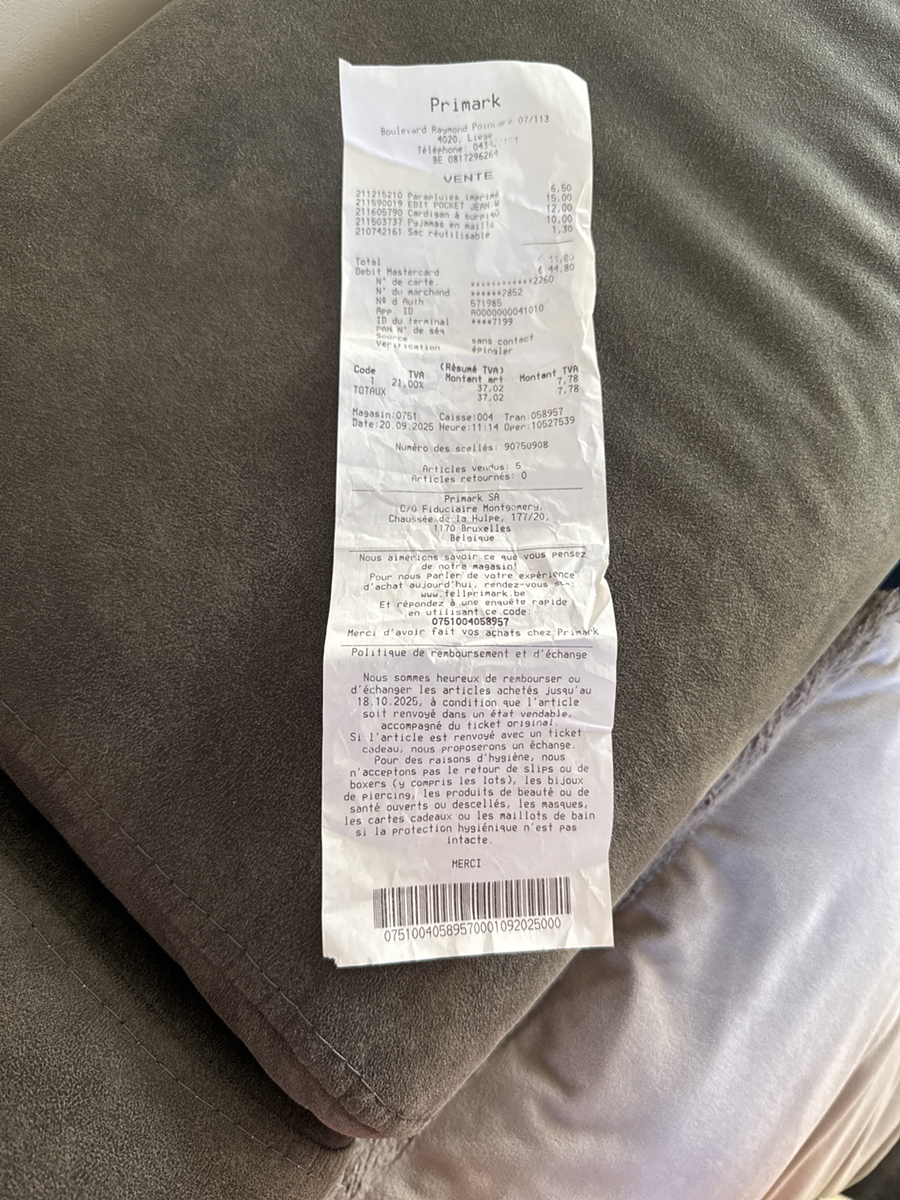 Primark
Boulevard Raymond Poincaré 07/113
4020, Liège
Téléphone:
BE 0817296264
VENTE
211215210 Parapluies imprimé 6,50
211590019 EDIT POCKET JEAN W 15,00
211605790 Cardigan à surpiqû 12,00
211503737 Pyjamas en maille 10,00
210742161 Sac réutilisable 1,30
Total
Debit Mastercard € 44,80
N° de carte ************2260
N° du marchand ******2852
Nº d Auth 571985
App. ID A0000000041010
ID du terminal ****7199
PAN N° de séq
Source sans contact
Vérification épingler
(Résumé TVA)
Code TVA Montant art Montant TVA
1 21.00% 37,02 7,78
TOTAUX 37,02 7,78
Magasin:0751 Caisse:004 Tran:058957
Date:20.09.2025 Heure:11:14 Oper:10527539
Numéro des scellés: 90750908
Articles vendus: 5
Articles retournés: 0
Primark SA
C/O Fiduciaire Montgomery,
Chaussée de la Hulpe, 177/20,
1170 Bruxelles
Belgique
Nous aimerions savoir ce que vous pensez
de notre magasin!
Pour nous parler de votre expérience
d'achat aujourd'hui, rendez-vous
www.tellprimark.be
Et répondez à une enquête rapide
en utilisant ce code:
0751004058957
Merci d'avoir fait vos achats chez Primark
Politique de remboursement et d'échange
Nous sommes heureux de rembourser ou
d'échanger les articles achetés jusqu'au
18.10.2025, à condition que l'article
soit renvoyé dans un état vendable,
accompagné du ticket original.
Si l'article est renvoyé avec un ticket
cadeau, nous proposerons un échange.
Pour des raisons d'hygiène, nous
n'acceptons pas le retour de slips ou de
boxers (y compris les lots), les bijoux
de piercing, les produits de beauté ou de
santé ouverts ou descellés, les masques,
les cartes cadeaux ou les maillots de bain
si la protection hygiénique n'est pas
intacte.
MERCI
07510040589570001092025000